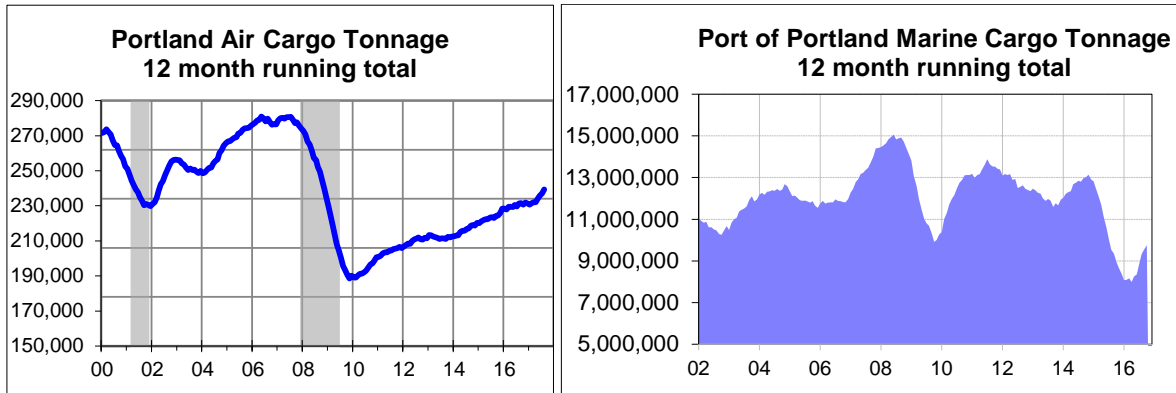 Portland Air Cargo Tonnage
12 month running total
290,000
270,000
250,000
230,000
210,000
190,000
170,000
150,000
00 02 04 06 08 10 12 14 16
Port of Portland Marine Cargo Tonnage
12 month running total
17,000,000
15,000,000
13,000,000
11,000,000
9,000,000
7,000,000
5,000,000
02 04 06 08 10 12 14 16